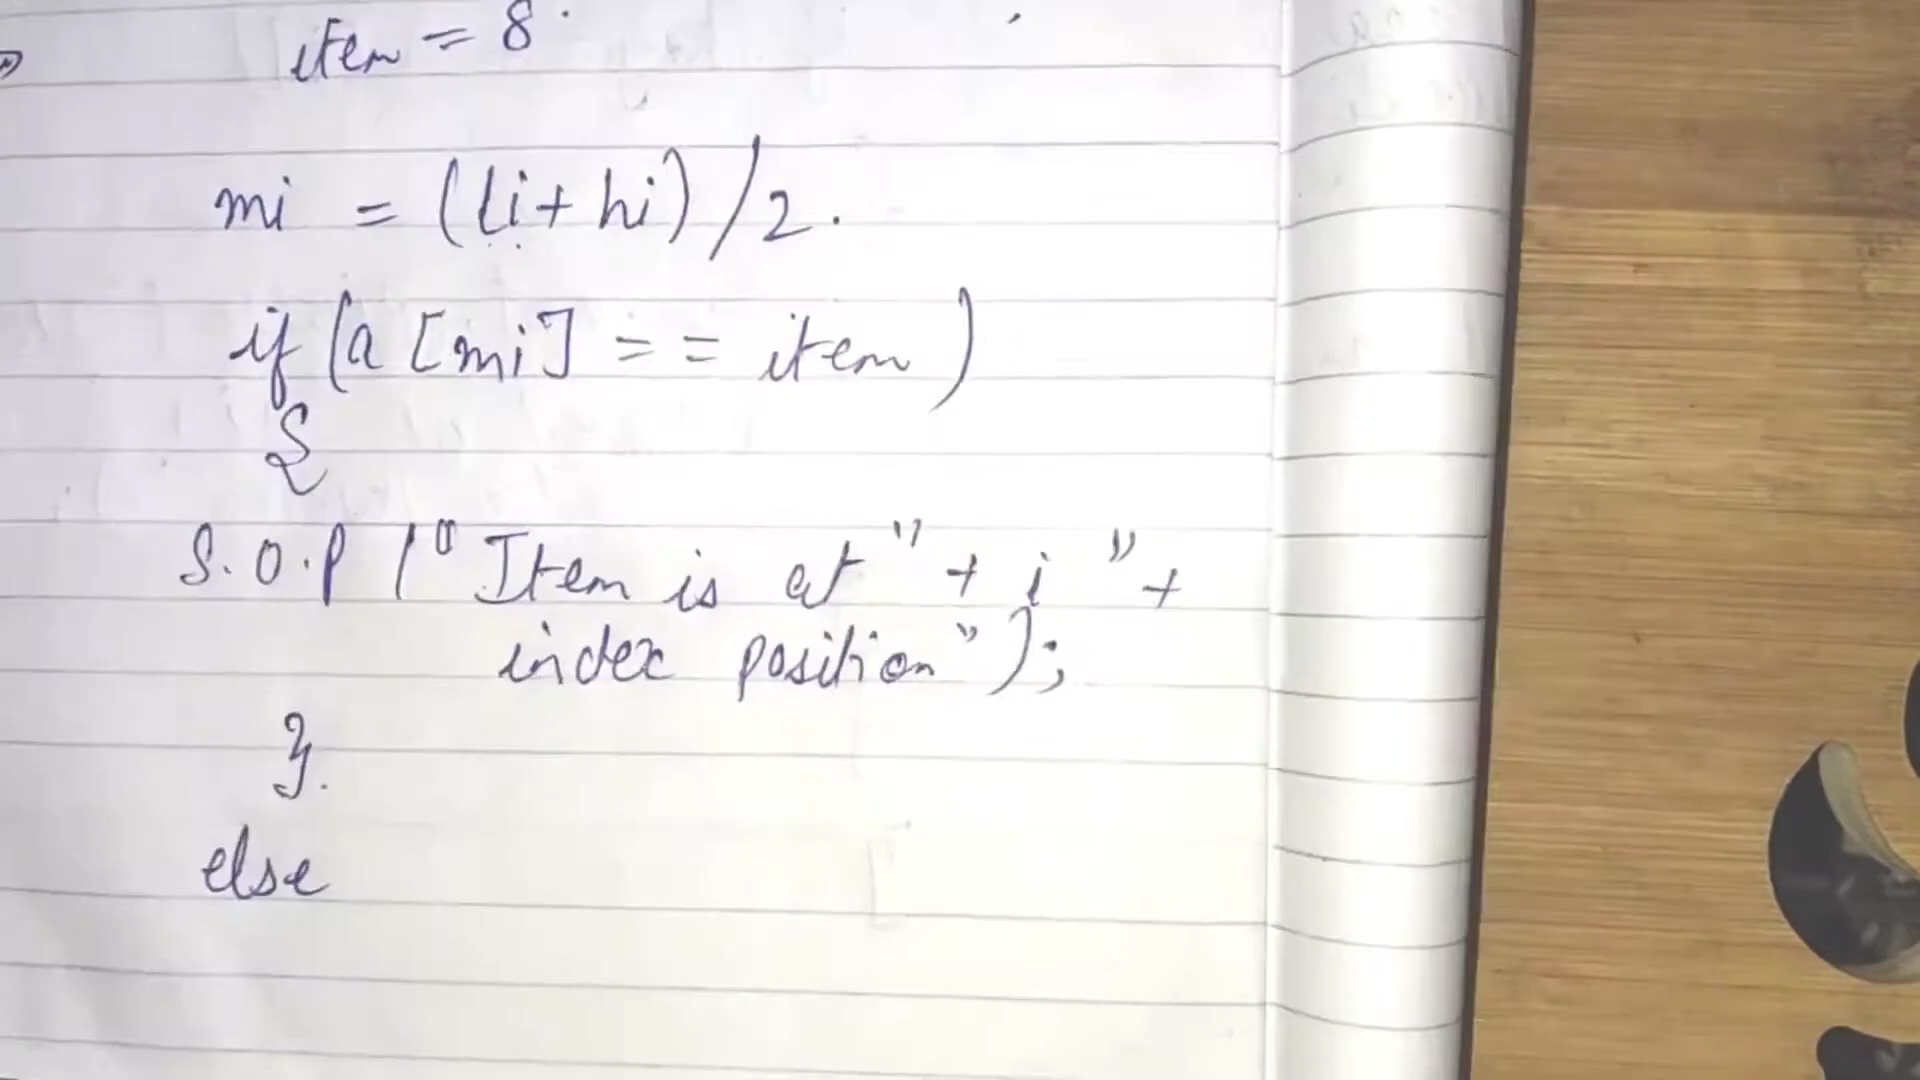 item = 8
mi = (li+hi)/2.
if (a [mi] == item)
{
S.O.P ("Item is at" + i "+
index position");
}.
else